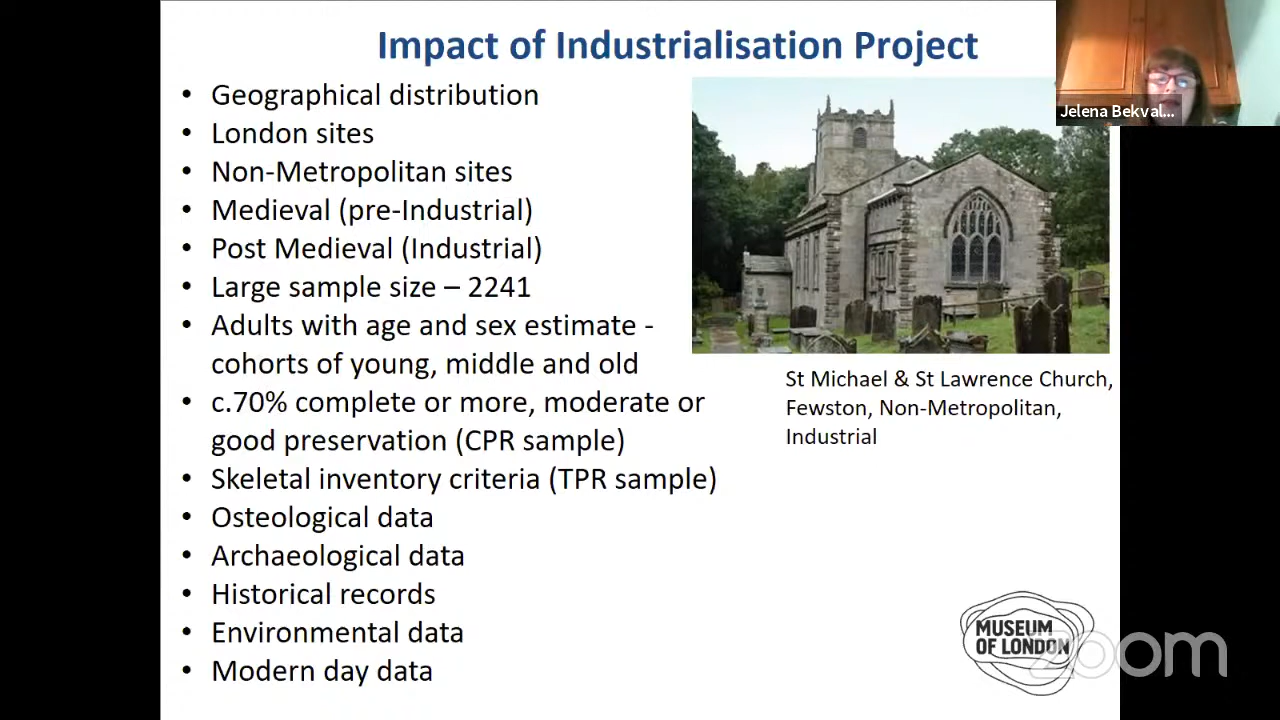 Impact of Industrialisation Project
• Geographical distribution
• London sites
• Non-Metropolitan sites
• Medieval (pre-Industrial)
• Post Medieval (Industrial)
• Large sample size – 2241
• Adults with age and sex estimate -
cohorts of young, middle and old
• c.70% complete or more, moderate or
good preservation (CPR sample)
• Skeletal inventory criteria (TPR sample)
• Osteological data
• Archaeological data
• Historical records
• Environmental data
• Modern day data
Jelena Bekval...
St Michael & St Lawrence Church,
Fewston, Non-Metropolitan,
Industrial
MUSEUM
OF LONDON
zoom